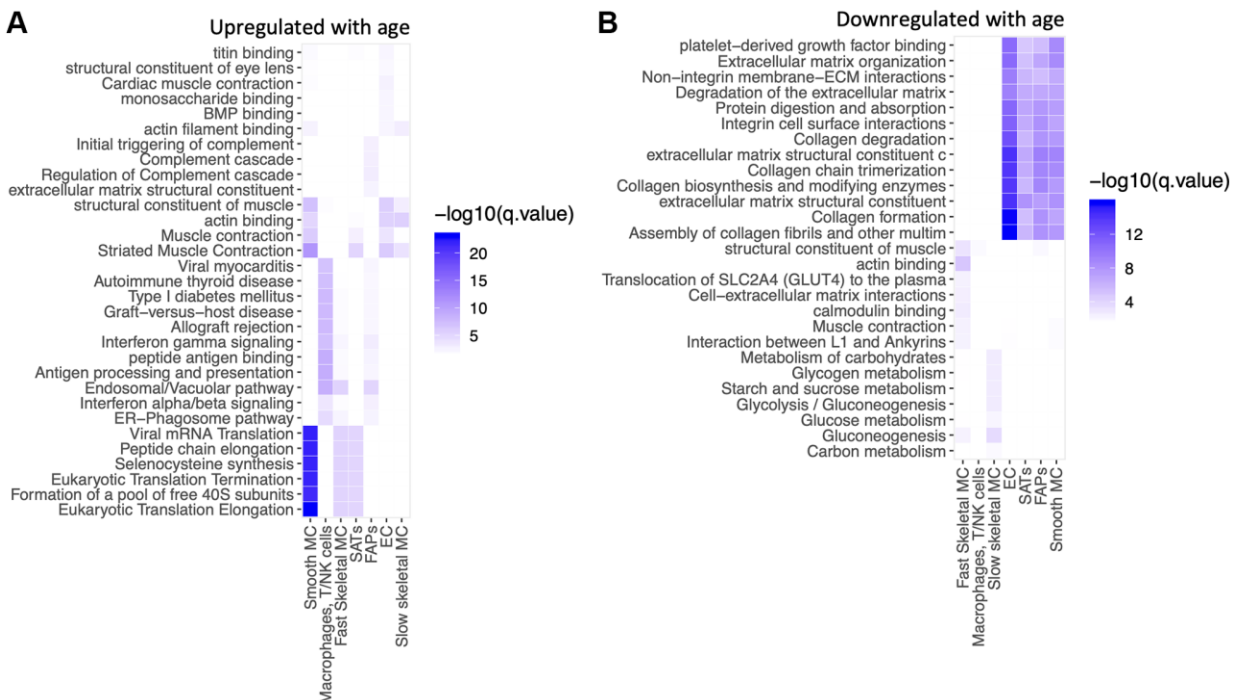 A
Upregulated with age
titin binding
structural constituent of eye lens
Cardiac muscle contraction
monosaccharide binding
BMP binding
actin filament binding
Initial triggering of complement
Complement cascade
Regulation of Complement cascade
extracellular matrix structural constituent
structural constituent of muscle
actin binding
Muscle contraction
Striated Muscle Contraction
Viral myocarditis
Autoimmune thyroid disease
Type I diabetes mellitus
Graft−versus−host disease
Allograft rejection
Interferon gamma signaling
peptide antigen binding
Antigen processing and presentation
Endosomal/Vacuolar pathway
Interferon alpha/beta signaling
ER−Phagosome pathway
Viral mRNA Translation
Peptide chain elongation
Selenocysteine synthesis
Eukaryotic Translation Termination
Formation of a pool of free 40S subunits
Eukaryotic Translation Elongation
Smooth MC
Macrophages, T/NK cells
Fast Skeletal MC
SATs
FAPs
EC
Slow skeletal MC
−log10(q.value)
20
15
10
5
B
Downregulated with age
platelet−derived growth factor binding
Extracellular matrix organization
Non−integrin membrane−ECM interactions
Degradation of the extracellular matrix
Protein digestion and absorption
Integrin cell surface interactions
Collagen degradation
extracellular matrix structural constituent c
Collagen chain trimerization
Collagen biosynthesis and modifying enzymes
extracellular matrix structural constituent
Collagen formation
Assembly of collagen fibrils and other multim
structural constituent of muscle
actin binding
Translocation of SLC2A4 (GLUT4) to the plasma
Cell−extracellular matrix interactions
calmodulin binding
Muscle contraction
Interaction between L1 and Ankyrins
Metabolism of carbohydrates
Glycogen metabolism
Starch and sucrose metabolism
Glycolysis / Gluconeogenesis
Glucose metabolism
Gluconeogenesis
Carbon metabolism
Fast Skeletal MC
Macrophages, T/NK cells
Slow skeletal MC
EC
SATs
FAPs
Smooth MC
−log10(q.value)
12
8
4